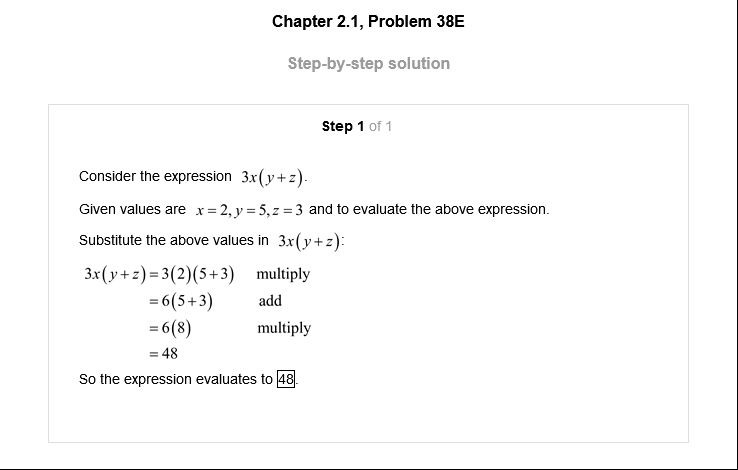 Chapter 2.1, Problem 38E
Step-by-step solution
Step 1 of 1
Consider the expression 3x(y+z).
Given values are x=2, y=5, z=3 and to evaluate the above expression.
Substitute the above values in 3x(y+z):
3x(y+z)=3(2)(5+3) multiply
=6(5+3) add
=6(8) multiply
=48
So the expression evaluates to 48.